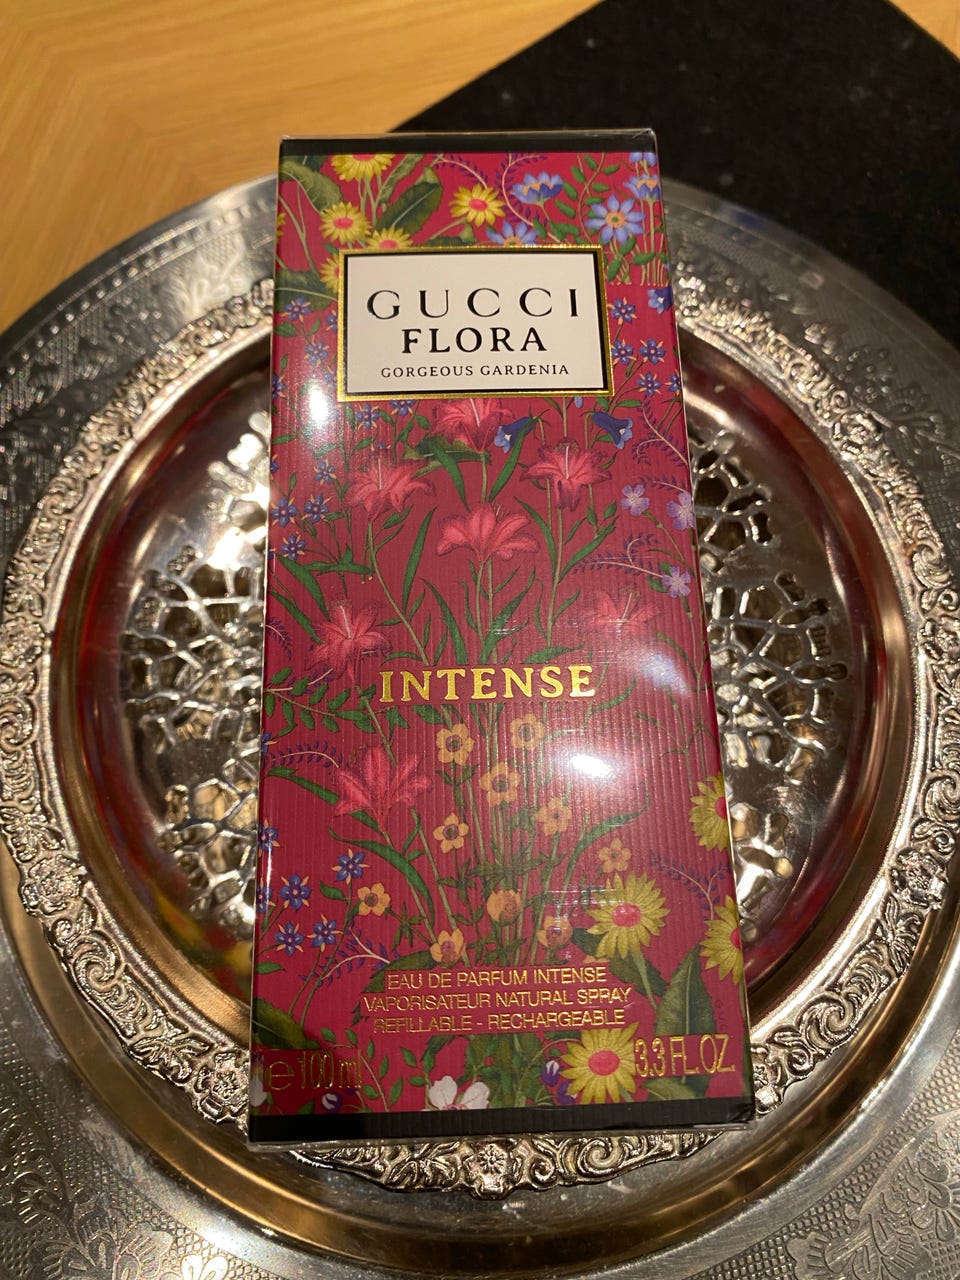 GUCCI
FLORA
GORGEOUS GARDENIA
INTENSE
EAU DE PARFUM INTENSE
VAPORISATEUR NATURAL SPRAY
REFILLABLE - RECHARGEABLE
e 100 ml 3.3 FL.OZ.